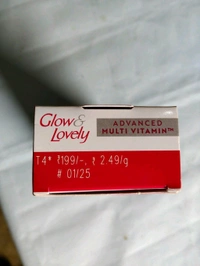 Glow&
Lovely
ADVANCED
MULTI VITAMIN™
T4* ₹199/-, ₹ 2.49/g
# 01/25